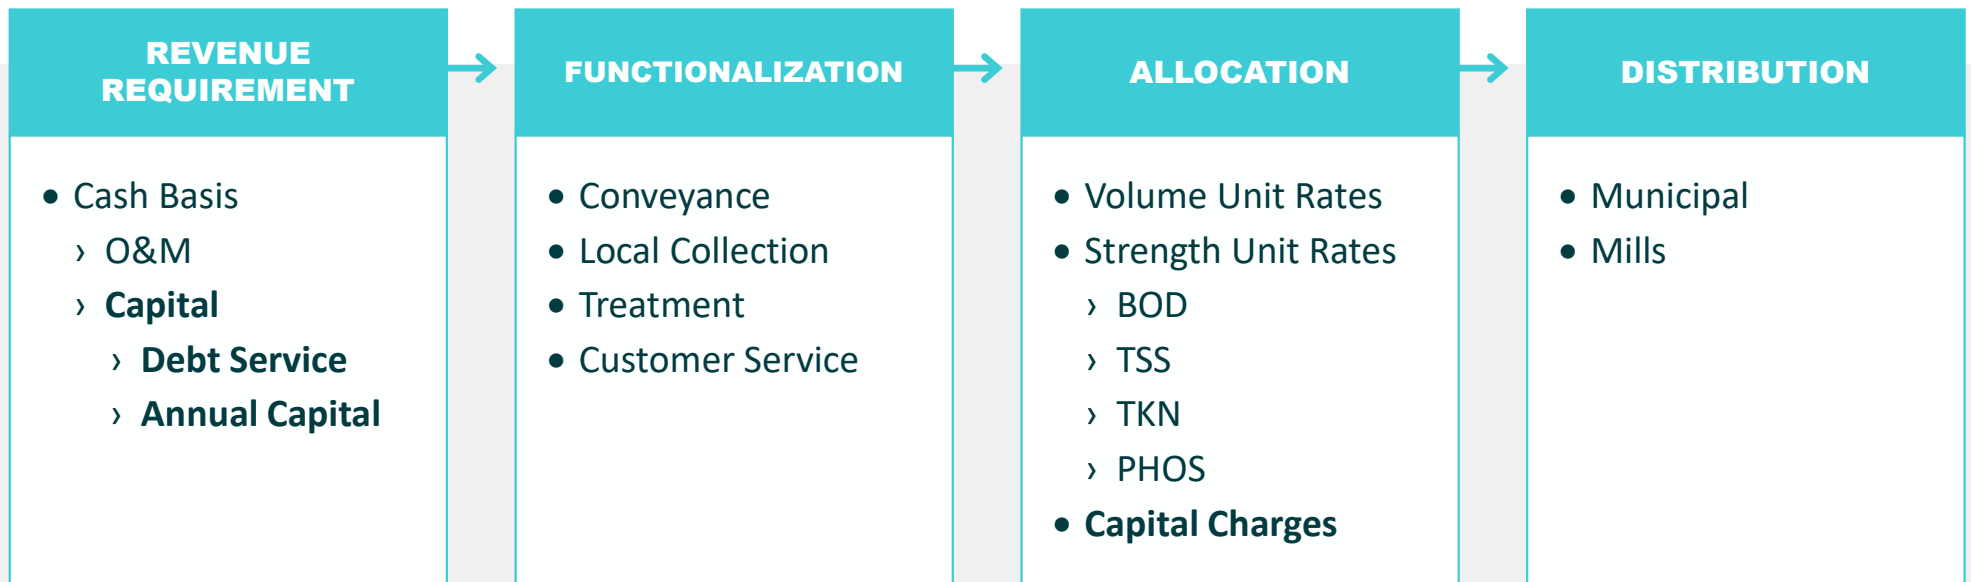 REVENUE
REQUIREMENT
• Cash Basis
› O&M
› Capital
› Debt Service
› Annual Capital
FUNCTIONALIZATION
• Conveyance
• Local Collection
• Treatment
• Customer Service
ALLOCATION
• Volume Unit Rates
• Strength Unit Rates
› BOD
› TSS
› TKN
› PHOS
• Capital Charges
DISTRIBUTION
• Municipal
• Mills